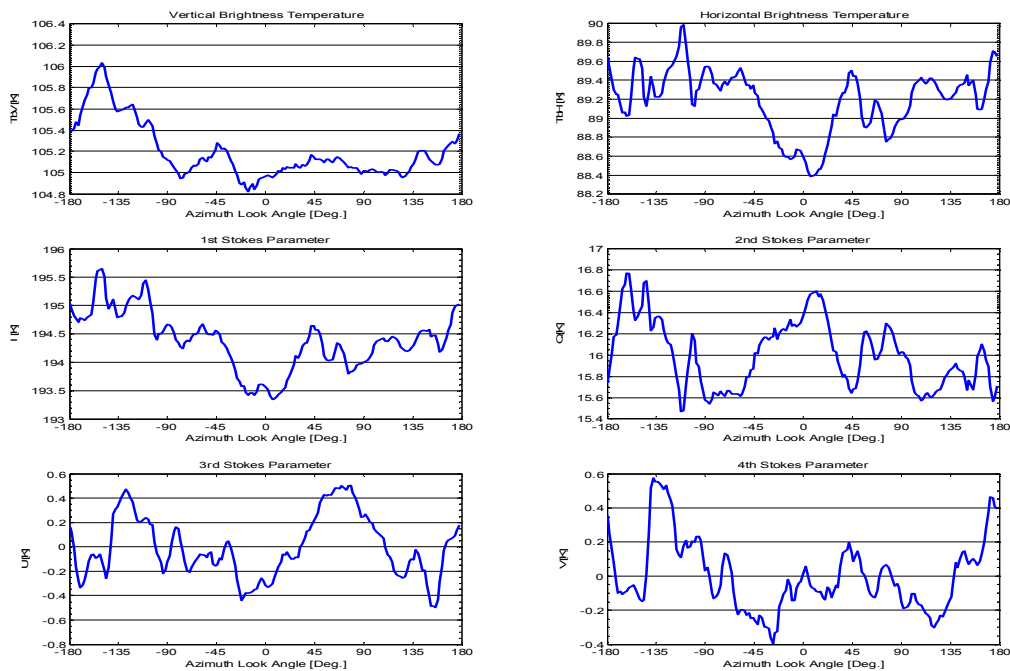 Vertical Brightness Temperature
106.4
106.2
106
105.8
105.6
105.4
105.2
105
104.8
TBV[K]
-180 -135 -90 -45 0 45 90 135 180
Azimuth Look Angle [Deg.]
Horizontal Brightness Temperature
90
89.8
89.6
89.4
89.2
89
88.8
88.6
88.4
88.2
TBH[K]
-180 -135 -90 -45 0 45 90 135 180
Azimuth Look Angle [Deg.]
1st Stokes Parameter
196
195.5
195
194.5
194
193.5
193
I [K]
-180 -135 -90 -45 0 45 90 135 180
Azimuth Look Angle [Deg.]
2nd Stokes Parameter
17
16.8
16.6
16.4
16.2
16
15.8
15.6
15.4
Q[K]
-180 -135 -90 -45 0 45 90 135 180
Azimuth Look Angle [Deg.]
3rd Stokes Parameter
0.6
0.4
0.2
0
-0.2
-0.4
-0.6
-0.8
U[K]
-180 -135 -90 -45 0 45 90 135 180
Azimuth Look Angle [Deg.]
4th Stokes Parameter
0.6
0.4
0.2
0
-0.2
-0.4
V[K]
-180 -135 -90 -45 0 45 90 135 180
Azimuth Look Angle [Deg.]